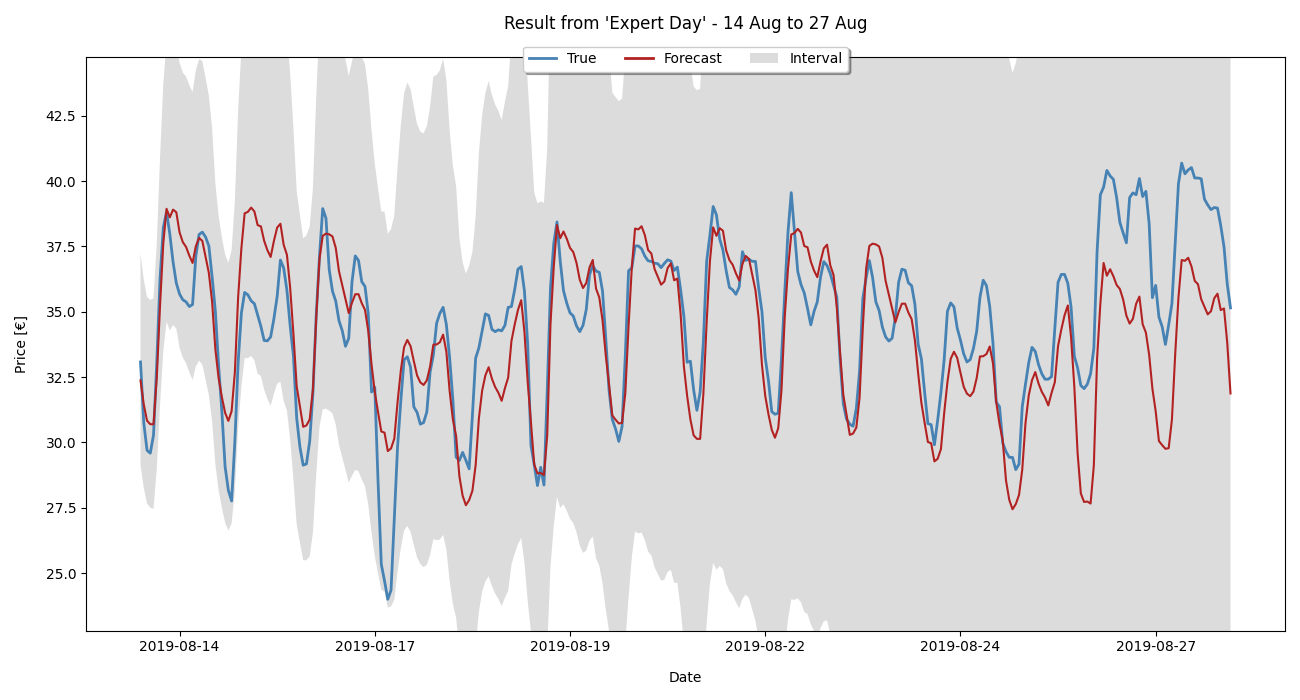 Result from 'Expert Day' - 14 Aug to 27 Aug
True Forecast Interval
42.5
40.0
37.5
35.0
32.5
30.0
27.5
25.0
Price [€]
2019-08-14 2019-08-17 2019-08-19 2019-08-22 2019-08-24 2019-08-27
Date